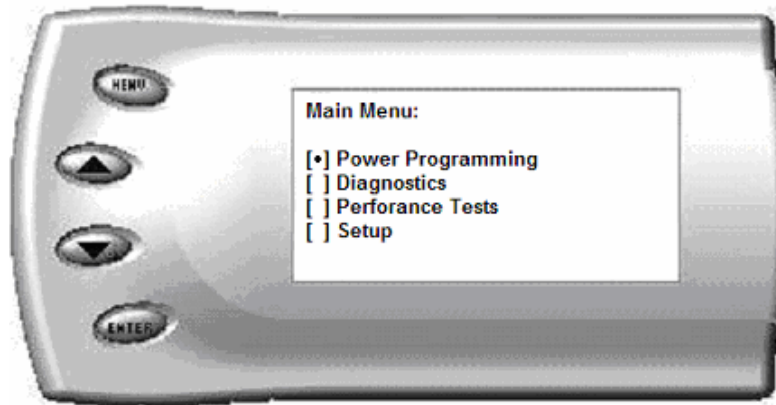 MENU
Main Menu:
[•] Power Programming
[ ] Diagnostics
[ ] Perforance Tests
[ ] Setup
ENTER